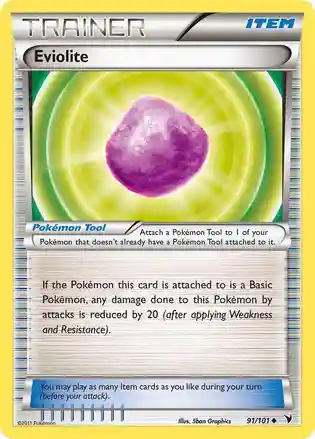 TRAINER ITEM
Eviolite
Pokémon Tool
Attach a Pokémon Tool to 1 of your
Pokémon that doesn't already have a Pokémon Tool attached to it.
If the Pokémon this card is attached to is a Basic
Pokémon, any damage done to this Pokémon by
attacks is reduced by 20 (after applying Weakness
and Resistance).
You may play as many Item cards as you like during your turn
(before your attack).
©2011 Pokémon
Illus. 5ban Graphics
91/101